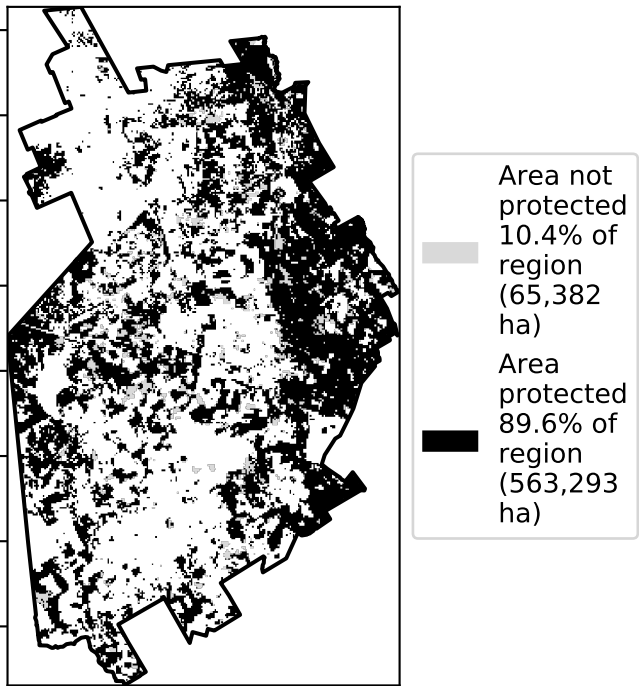 Area not
protected
10.4% of
region
(65,382
ha)
Area
protected
89.6% of
region
(563,293
ha)